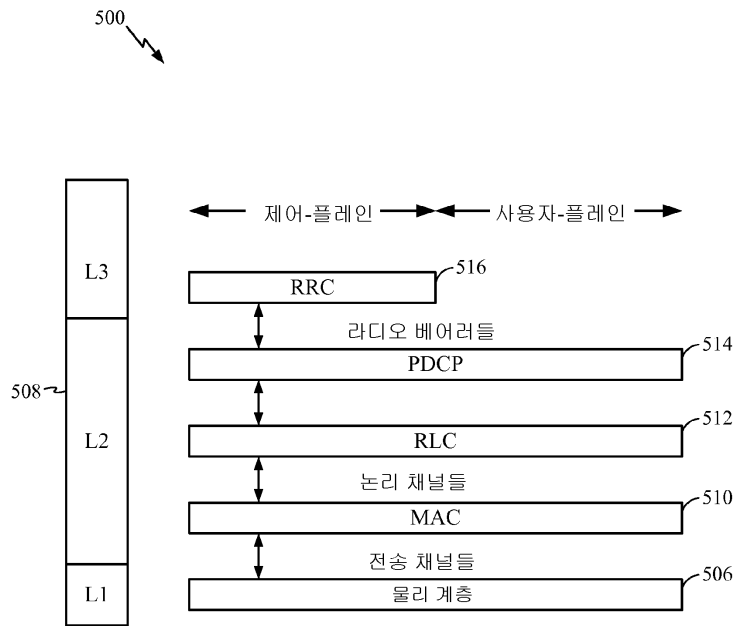 500
제어-플레인 사용자-플레인
L3
RRC
516
라디오 베어러들
514
PDCP
508
L2
512
RLC
논리 채널들
510
MAC
전송 채널들
506
L1
물리 계층